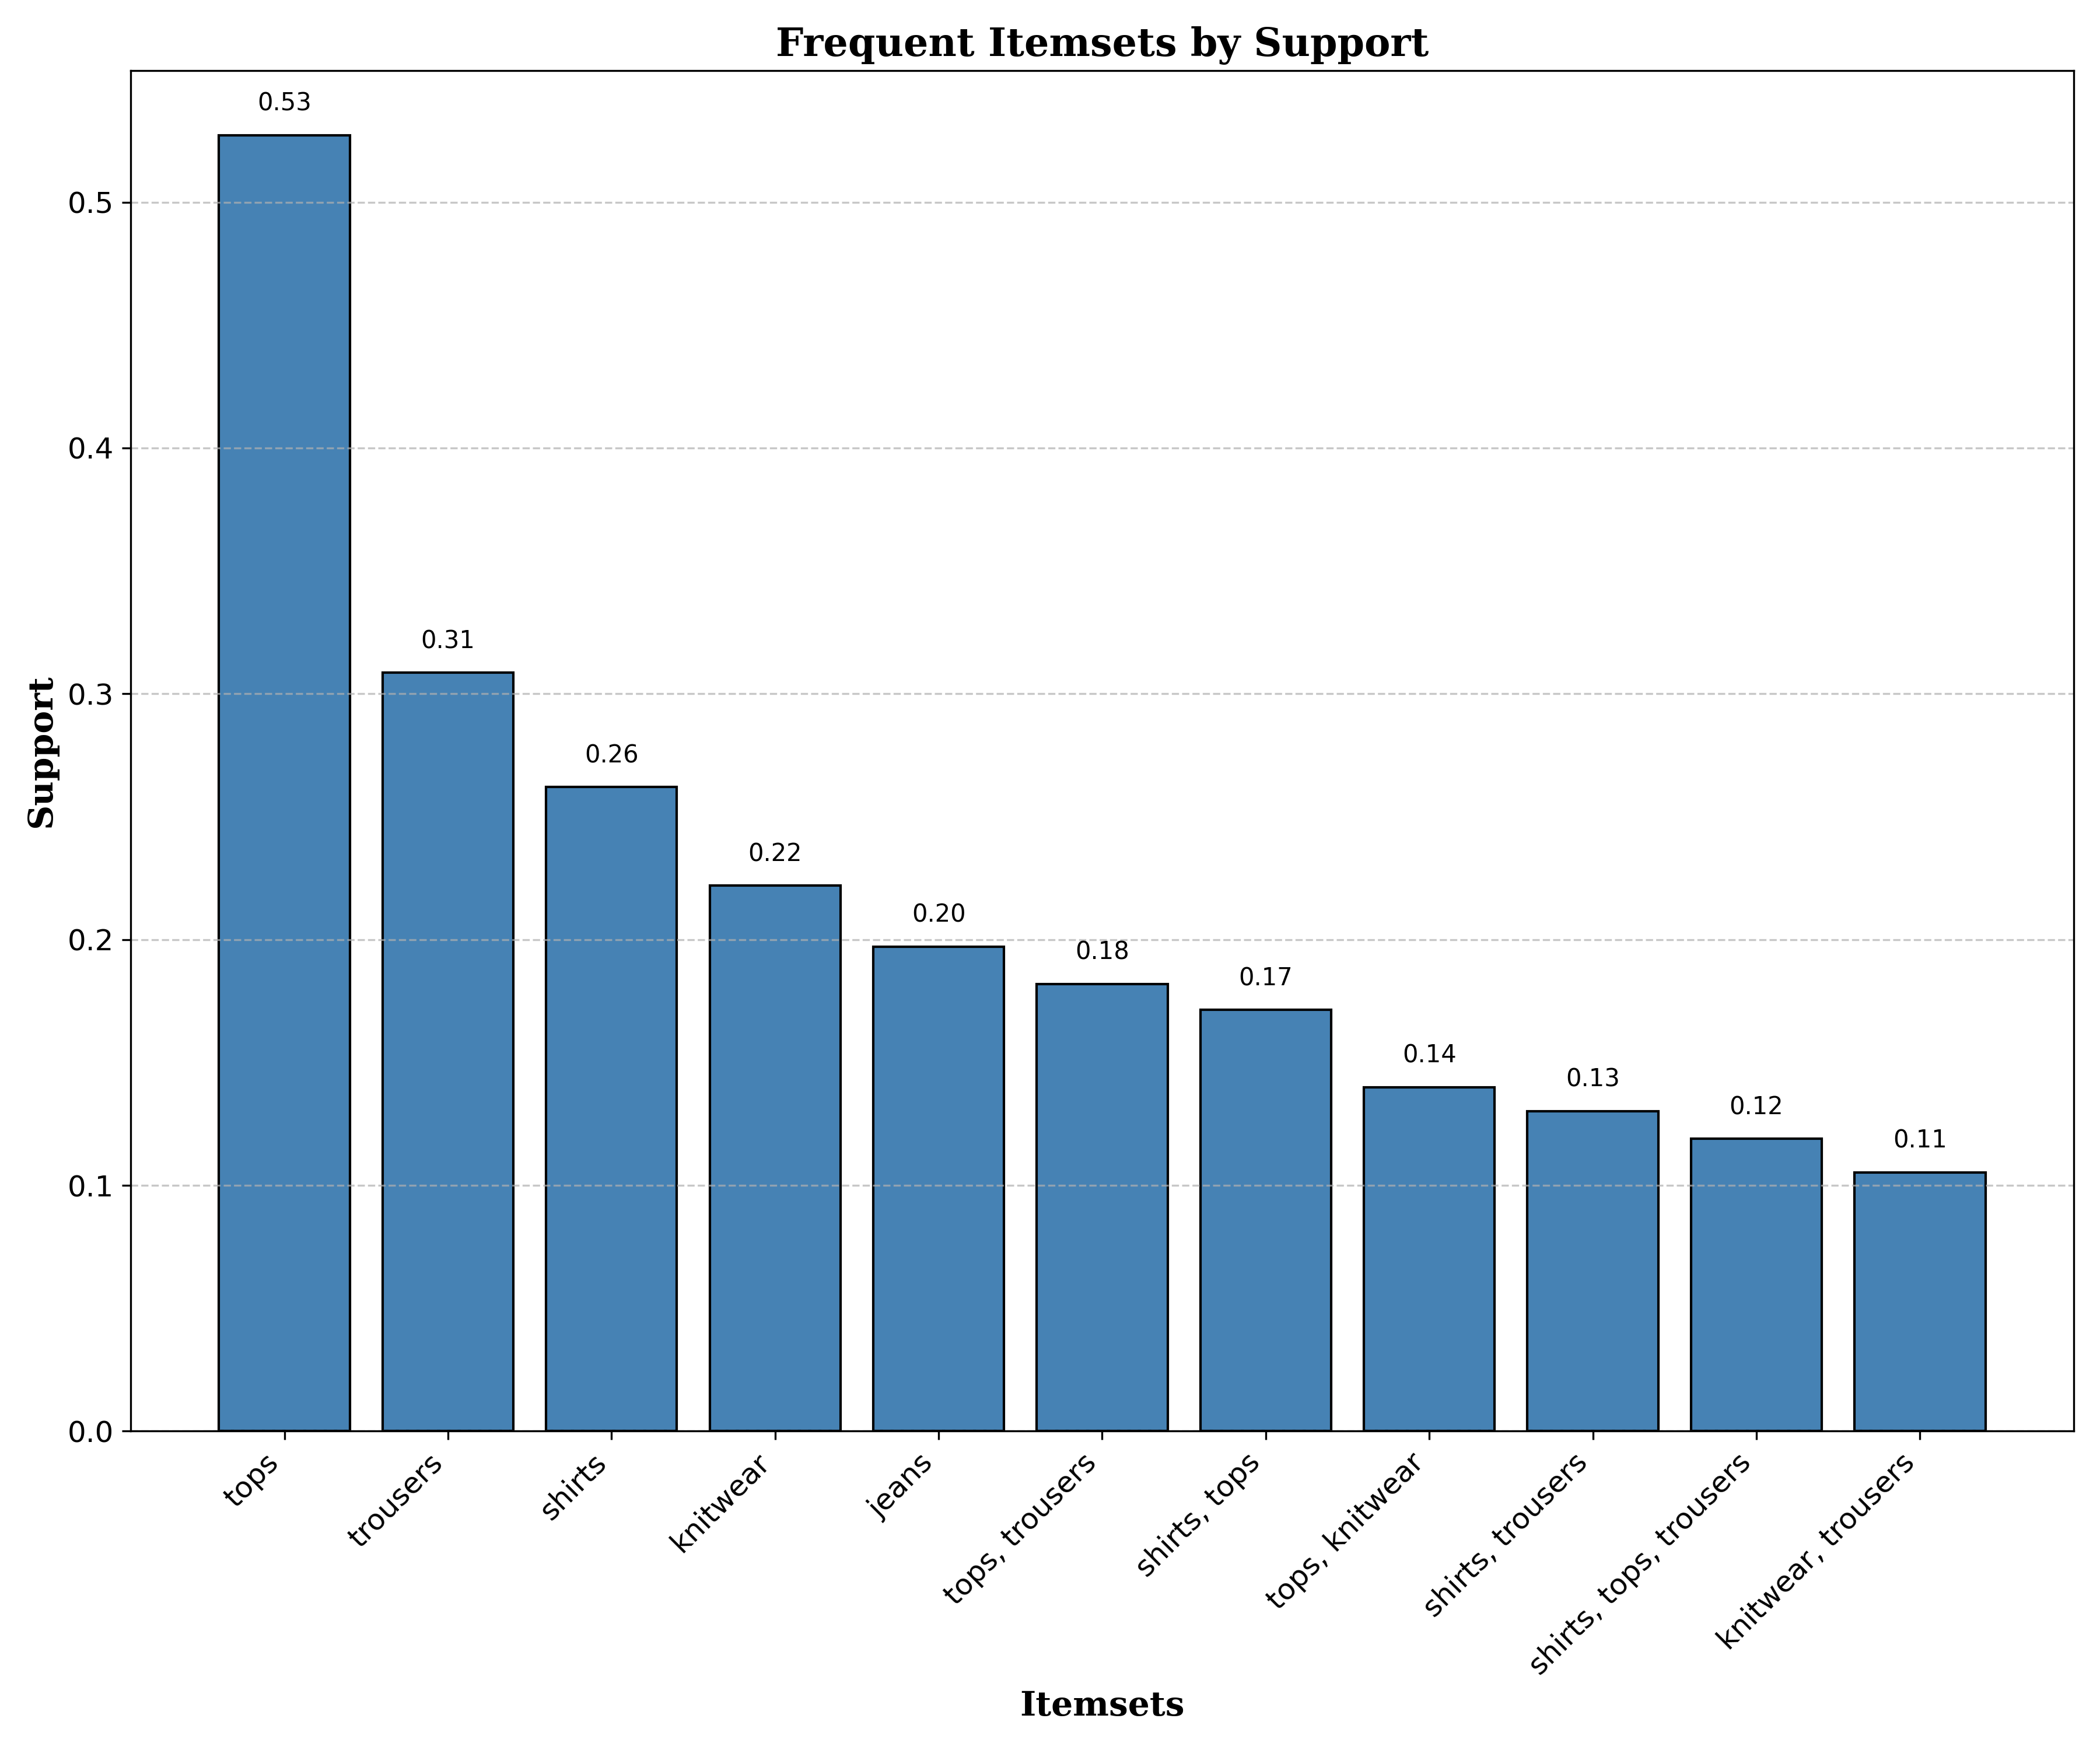 Frequent Itemsets by Support
Support
0.5
0.4
0.3
0.2
0.1
0.0
0.53
0.31
0.26
0.22
0.20
0.18
0.17
0.14
0.13
0.12
0.11
tops
trousers
shirts
knitwear
jeans
tops, trousers
shirts, tops
tops, knitwear
shirts, trousers
shirts, tops, trousers
knitwear, trousers
Itemsets